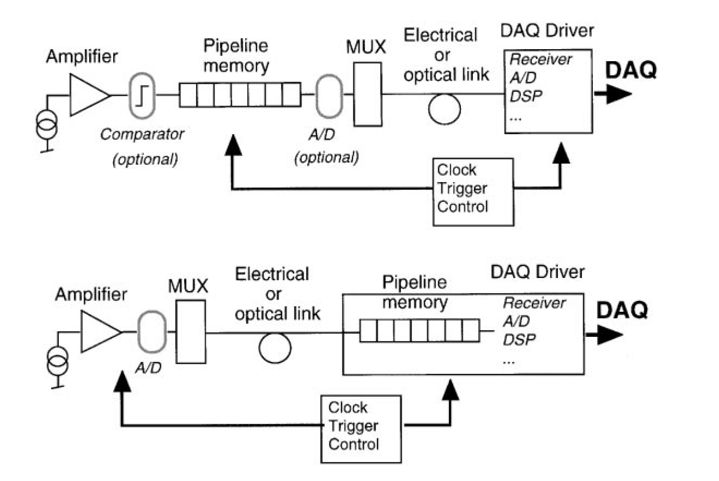 Amplifier
Pipeline
memory
MUX
Electrical
or
optical link
DAQ Driver
Receiver
A/D
DSP
...
DAQ
Comparator
(optional)
A/D
(optional)
Clock
Trigger
Control
Amplifier
MUX
Electrical
or
optical link
Pipeline
memory
DAQ Driver
Receiver
A/D
DSP
...
DAQ
A/D
Clock
Trigger
Control